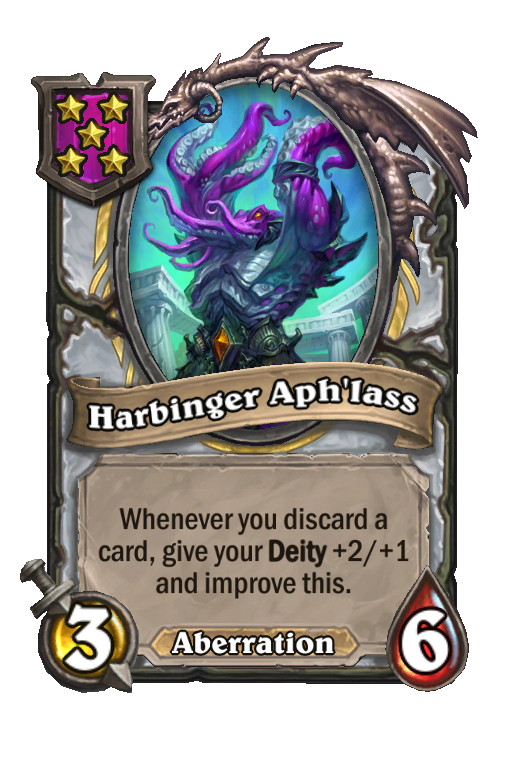 Harbinger Aph'lass
Whenever you discard a
card, give your Deity +2/+1
and improve this.
3
Aberration
6